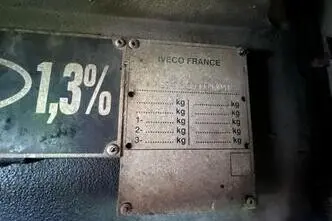 1,3%
IVECO FRANCE
kg kg
kg kg
1- kg kg
2- kg kg
3- kg kg